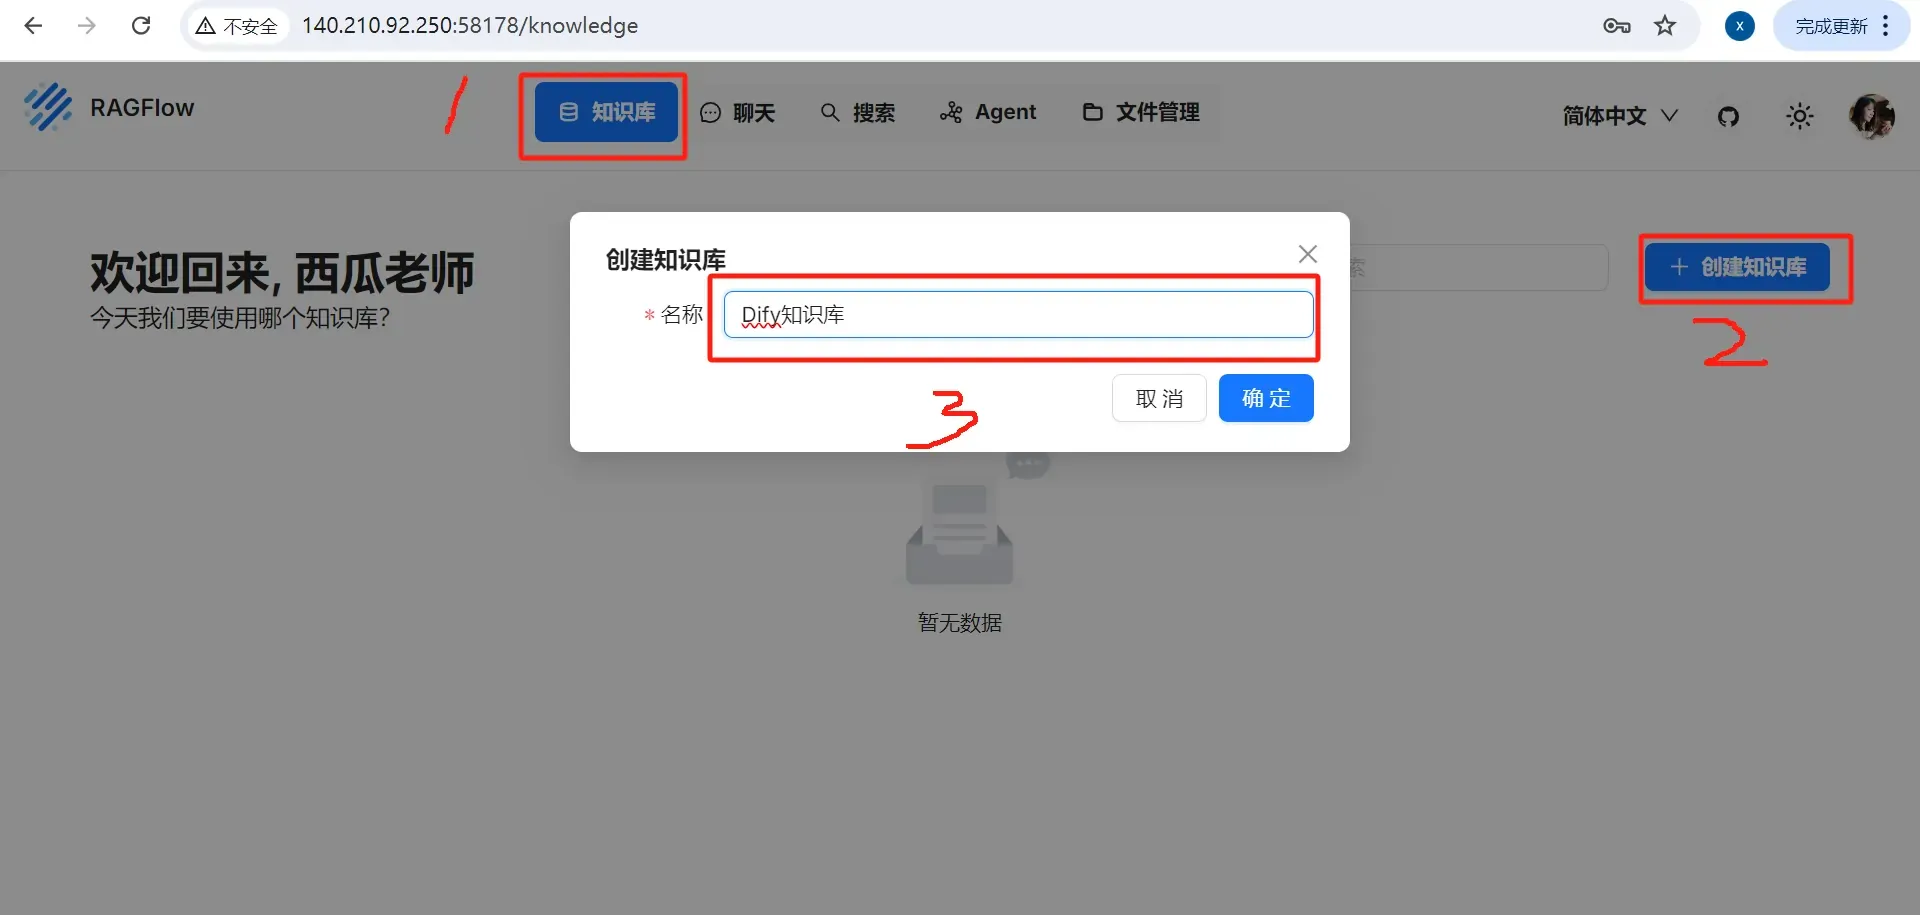 不安全 140.210.92.250:58178/knowledge X 完成更新
RAGFlow 1 知识库 聊天 搜索 Agent 文件管理 简体中文
创建知识库
欢迎回来, 西瓜老师 索 + 创建知识库
* 名称 Dify知识库
今天我们要使用哪个知识库?
2
取 消 确 定
3
暂无数据